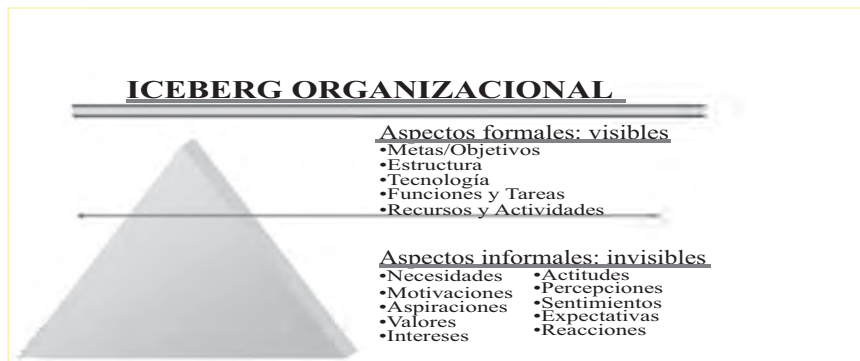 ICEBERG ORGANIZACIONAL
Aspectos formales: visibles
•Metas/Objetivos
•Estructura
•Tecnología
•Funciones y Tareas
•Recursos y Actividades
Aspectos informales: invisibles
•Necesidades
•Motivaciones
•Aspiraciones
•Valores
•Intereses
•Actitudes
•Percepciones
•Sentimientos
•Expectativas
•Reacciones